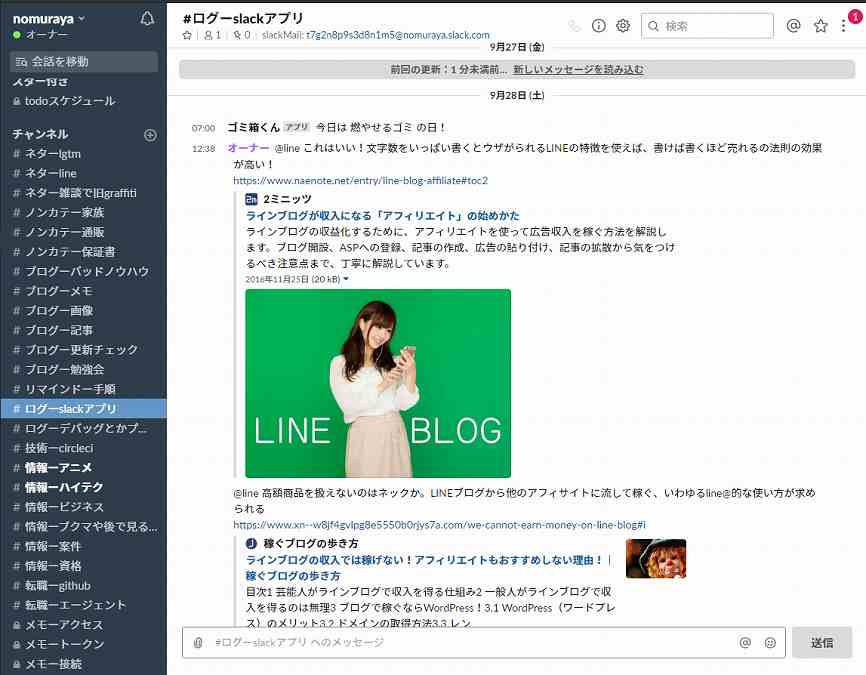 nomuraya
オーナー
会話を移動
スター付き
todoスケジュール
チャンネル
# ネターlgtm
# ネターline
# ネター雑談で旧graffiti
# ノンカテー家族
# ノンカテー通販
# ノンカテー保証書
# ブログーバッドノウハウ
# ブログーメモ
# ブログー画像
# ブログー記事
# ブログー更新チェック
# ブログー勉強会
# リマインドー手順
# ログーslackアプリ
# ログーデバッグとかプ...
# 技術ーcircleci
# 情報ーアニメ
# 情報ーハイテク
# 情報ービジネス
# 情報ーブクマや後で見る...
# 情報ー案件
# 情報ー資格
# 転職ーgithub
# 転職ーエージェント
メモーアクセス
メモートークン
メモー接続
#ログーslackアプリ
1 | 0 | slackMail: t7g2n8p9s3d8n1m5@nomuraya.slack.com
検索
1
9月27日 (金)
前回の更新：1 分未満前... 新しいメッセージを読み込む
9月28日 (土)
07:00 ゴミ箱くん アプリ 今日は 燃やせるゴミ の日！
12:38 オーナー @line これはいい！文字数をいっぱい書くとウザがられるLINEの特徴を使えば、書けば書くほど売れるの法則の効果
が高い！
https://www.naenote.net/entry/line-blog-affiliate#toc2
2ミニッツ
ラインブログが収入になる「アフィリエイト」の始めかた
ラインブログの収益化するために、アフィリエイトを使って広告収入を稼ぐ方法を解説し
ます。ブログ開設、ASPへの登録、記事の作成、広告の貼り付け、記事の拡散から気をつけ
るべき注意点まで、丁寧に解説しています。
2016年11月25日 (20 kB)
LINE BLOG
@line 高額商品を扱えないのはネックか。LINEブログから他のアフィサイトに流して稼ぐ、いわゆるline@的な使い方が求め
られる
https://www.xn--w8jf4gvlpg8e5550b0rjys7a.com/we-cannot-earn-money-on-line-blog#i
稼ぐブログの歩き方
ラインブログの収入では稼げない！アフィリエイトもおすすめしない理由！｜
稼ぐブログの歩き方
目次1 芸能人がラインブログで収入を得る仕組み2 一般人がラインブログで収
入を得るのは無理3 ブログで稼ぐならWordPress！3.1 WordPress（ワードプレ
ス）のメリット3.2 ドメインの取得方法3.3 レン
#ログーslackアプリ へのメッセージ
送信